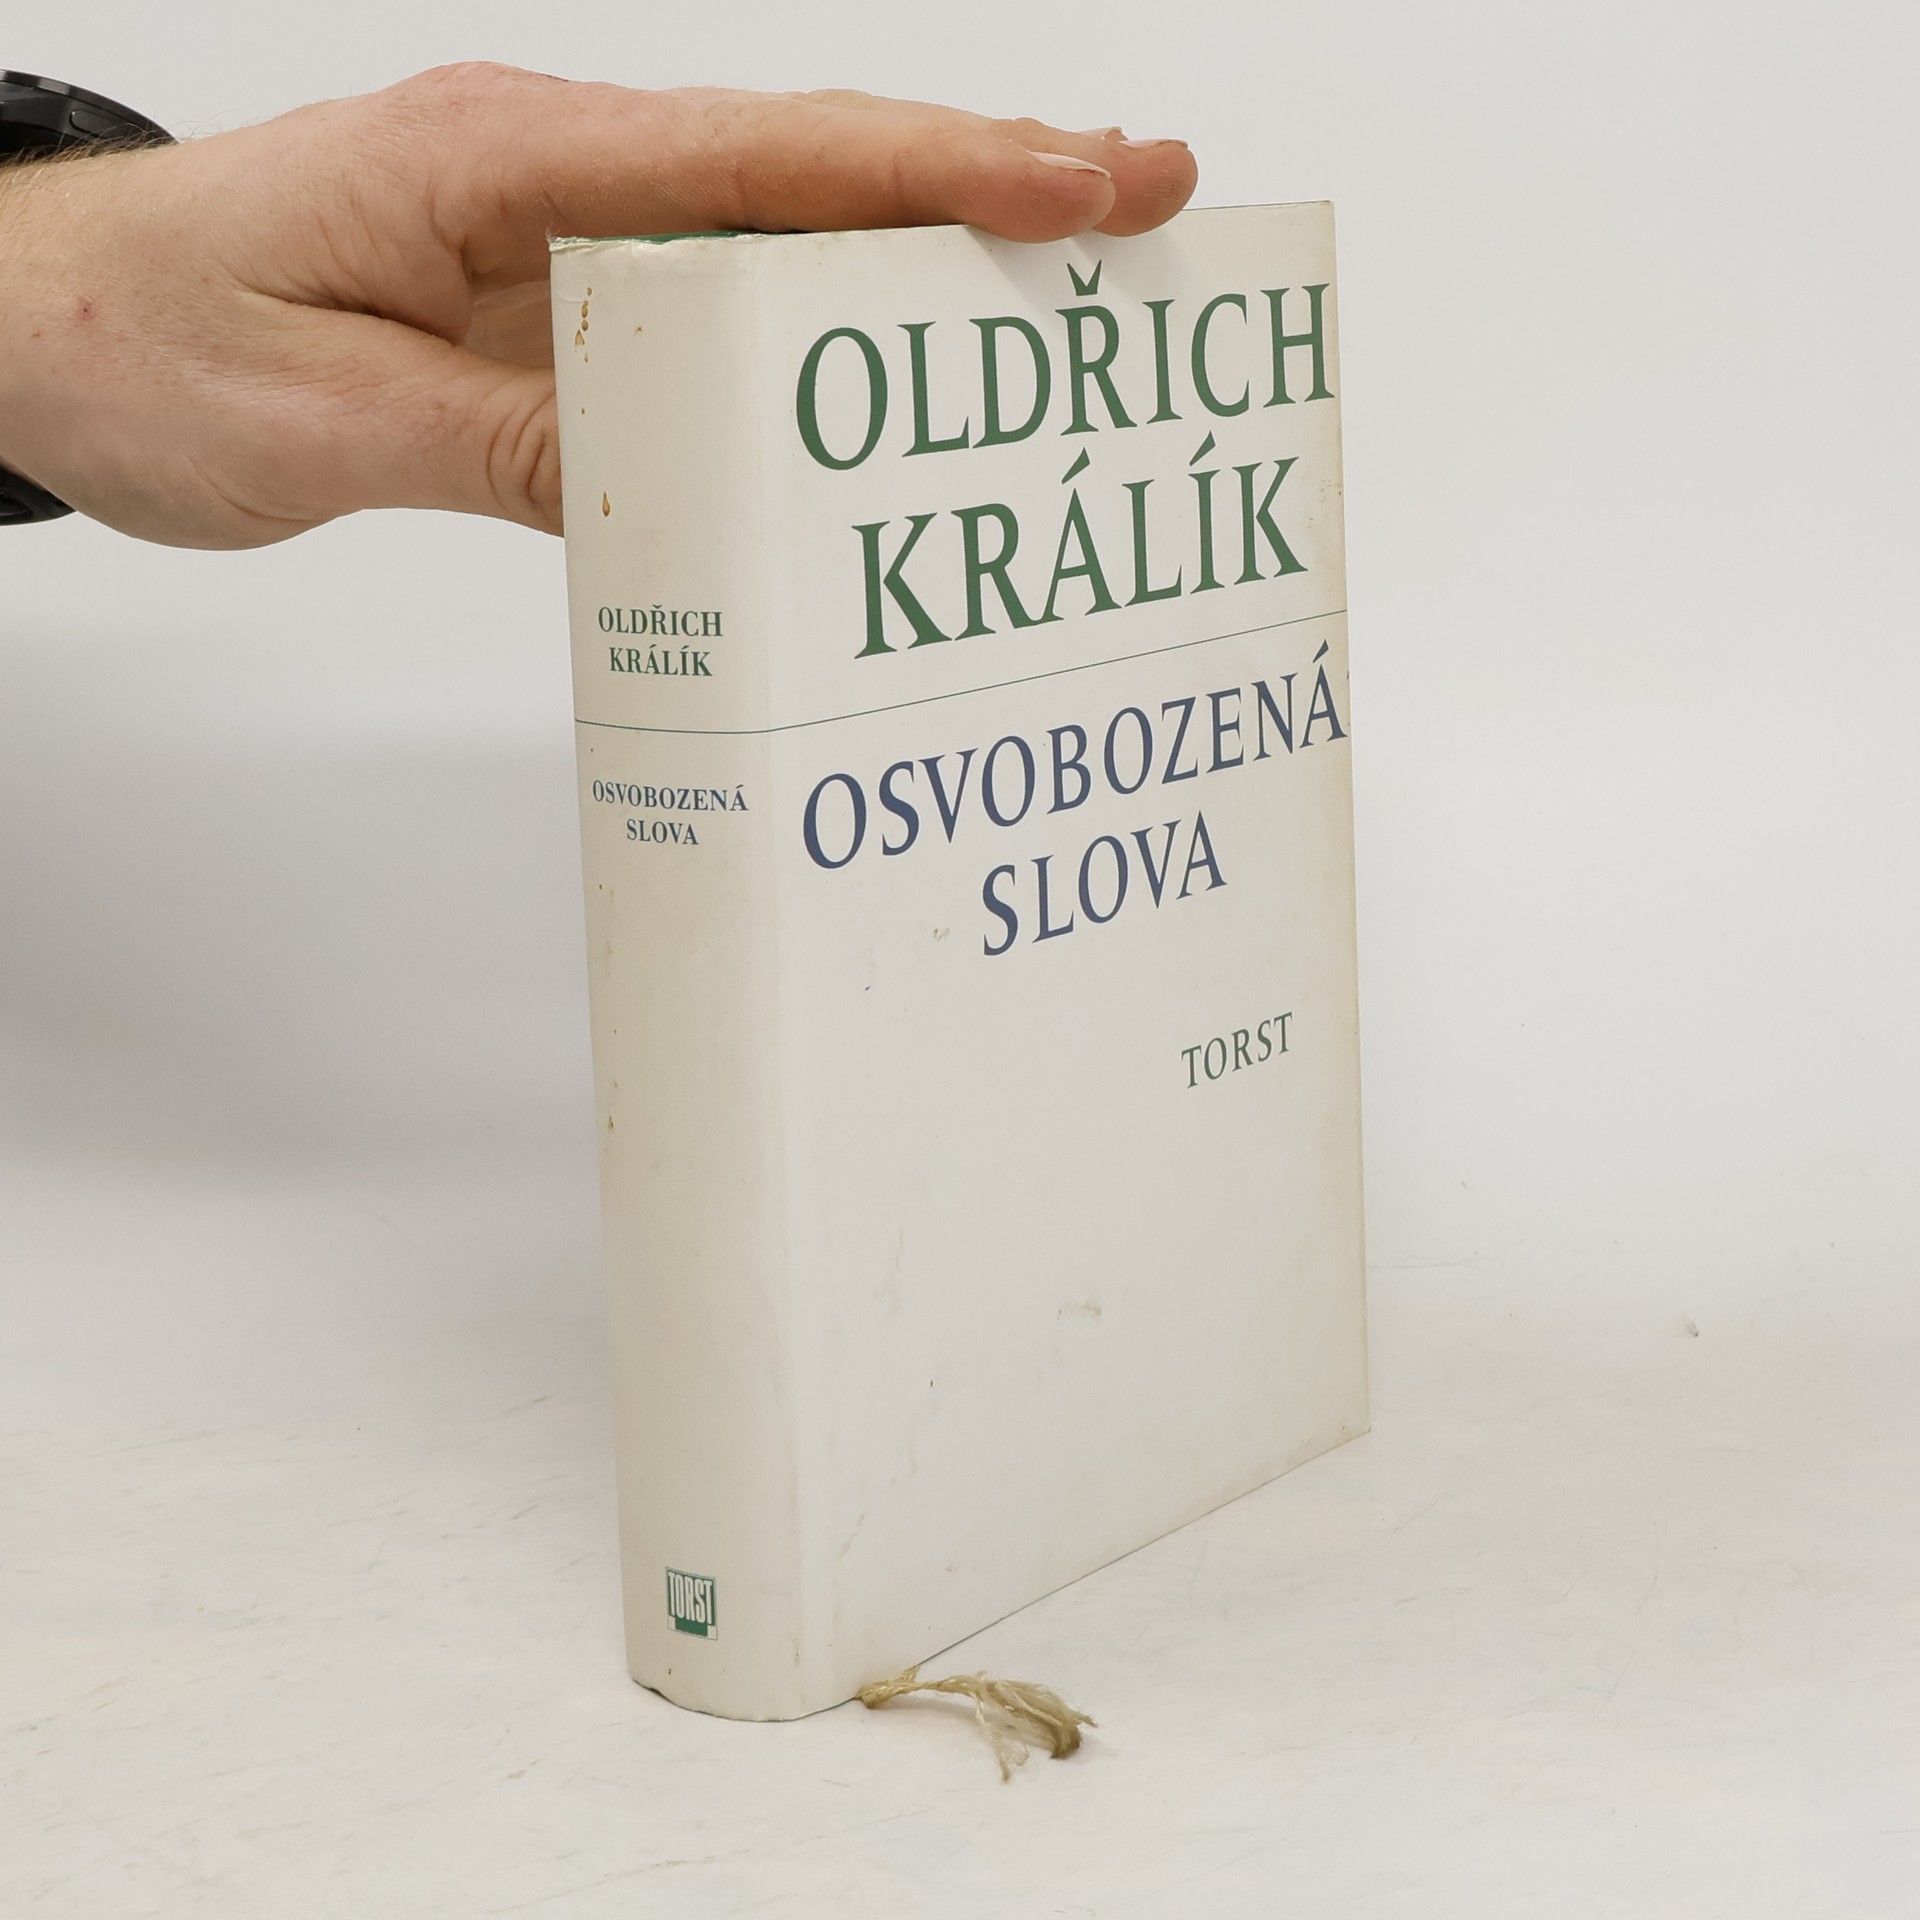 OLDŘICH
KRÁLÍK
OSVOBOZENÁ
SLOVA
TORST
OLDŘICH
KRÁLÍK
OSVOBOZENÁ
SLOVA
TORST